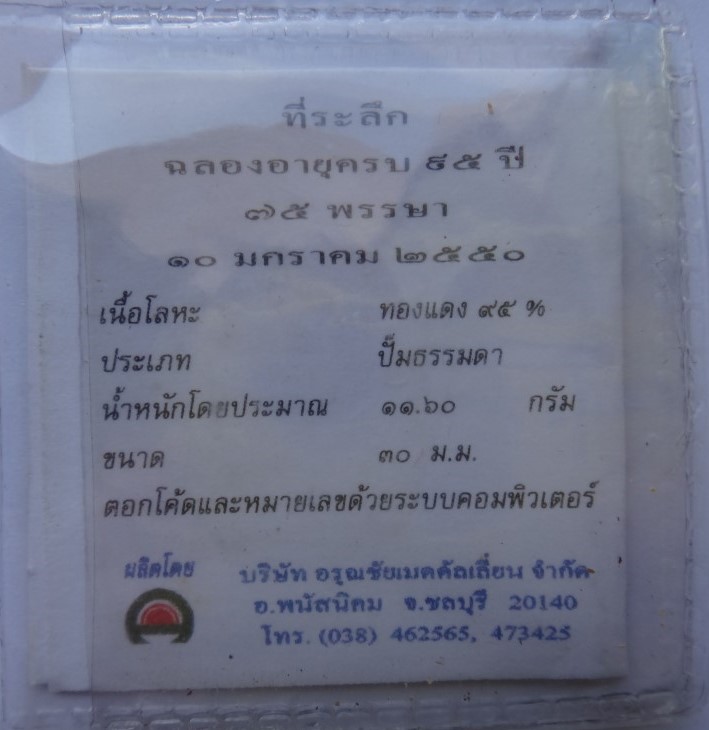 ที่ระลึก
ฉลองอายุครบ ๙๕ ปี
๗๕ พรรษา
๑๐ มกราคม ๒๕๕๐
เนื้อโลหะ ทองแดง ๙๕ %
ประเภท ปั๊มธรรมดา
น้ำหนักโดยประมาณ ๑๑.๖๐ กรัม
ขนาด ๓๐ ม.ม.
ตอกโค้ดและหมายเลขด้วยระบบคอมพิวเตอร์
ผลิตโดย บริษัท อรุณชัยเมดคัลเลี่ยน จำกัด
อ.พนัสนิคม จ.ชลบุรี 20140
โทร. (038) 462565, 473425